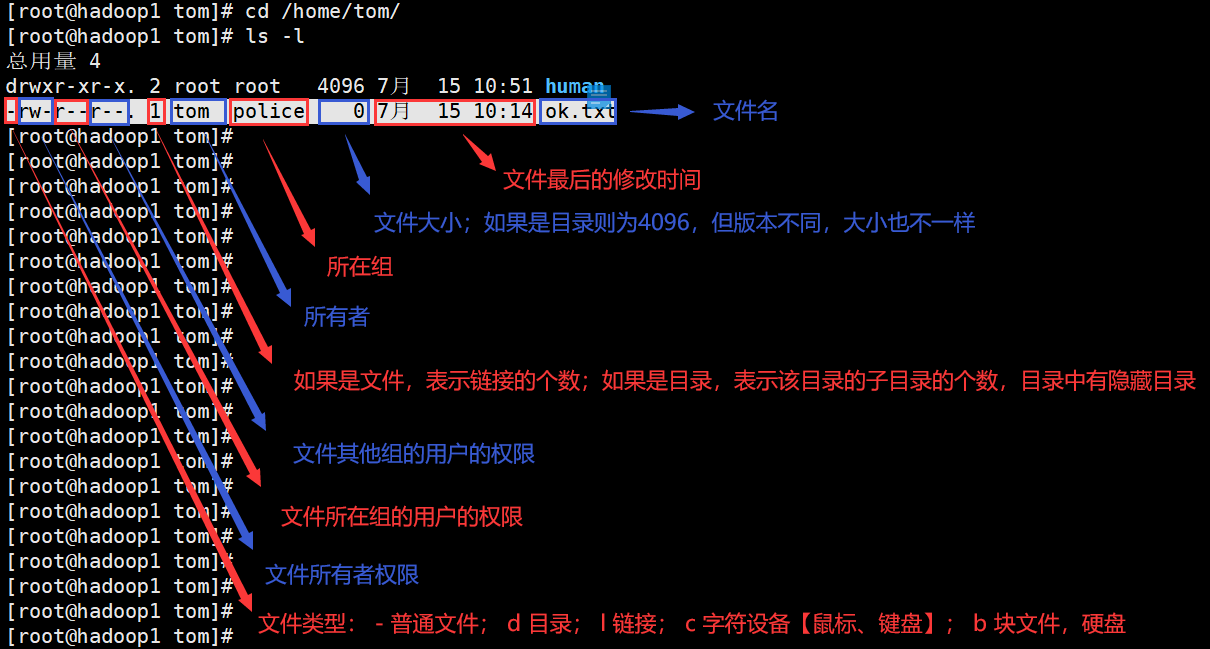 [root@hadoop1 tom]# cd /home/tom/
[root@hadoop1 tom]# ls -l
总用量 4
drwxr-xr-x. 2 root root 4096 7月 15 10:51 human
-rw-r--r--. 1 tom police 0 7月 15 10:14 ok.txt 文件名
[root@hadoop1 tom]#
[root@hadoop1 tom]#
[root@hadoop1 tom]# 文件最后的修改时间
[root@hadoop1 tom]#
[root@hadoop1 tom]# 文件大小；如果是目录则为4096，但版本不同，大小也不一样
[root@hadoop1 tom]# 所在组
[root@hadoop1 tom]#
[root@hadoop1 tom]# 所有者
[root@hadoop1 tom]#
[root@hadoop1 tom]#
[root@hadoop1 tom]# 如果是文件，表示链接的个数；如果是目录，表示该目录的子目录的个数，目录中有隐藏目录
[root@hadoop1 tom]#
[root@hadoop1 tom]#
[root@hadoop1 tom]# 文件其他组的用户的权限
[root@hadoop1 tom]#
[root@hadoop1 tom]# 文件所在组的用户的权限
[root@hadoop1 tom]#
[root@hadoop1 tom]# 文件所有者权限
[root@hadoop1 tom]#
[root@hadoop1 tom]# 文件类型： - 普通文件； d 目录； l 链接； c 字符设备【鼠标、键盘】； b 块文件，硬盘
[root@hadoop1 tom]#